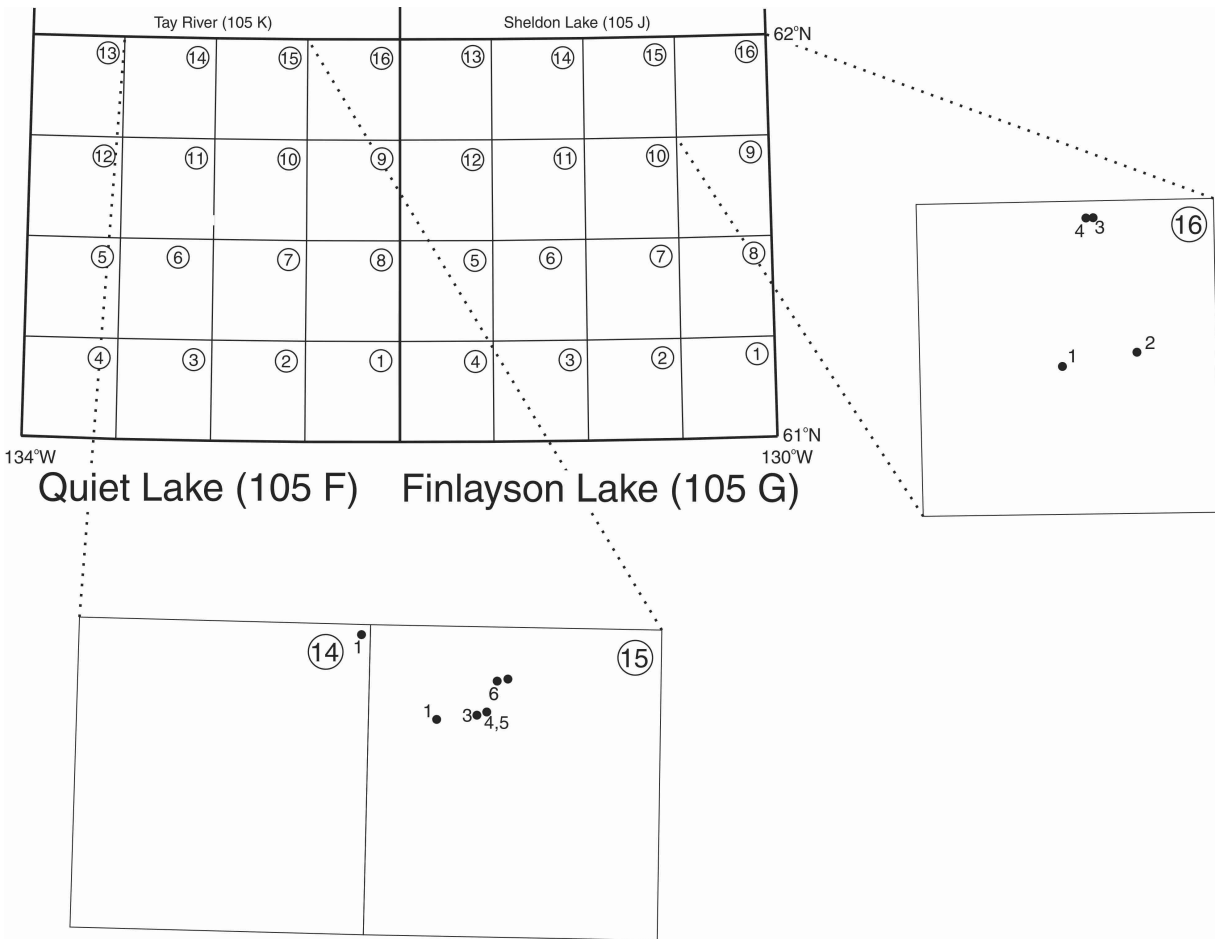 Tay River (105 K) Sheldon Lake (105 J)
62°N
13 14 15 16 13 14 15 16
12 11 10 9 12 11 10 9
5 6 7 8 5 6 7 8
4 3 2 1 4 3 2 1
61°N
134°W 130°W
Quiet Lake (105 F) Finlayson Lake (105 G)
16
4 3
1 2
14 1 15
6
1 3 4,5